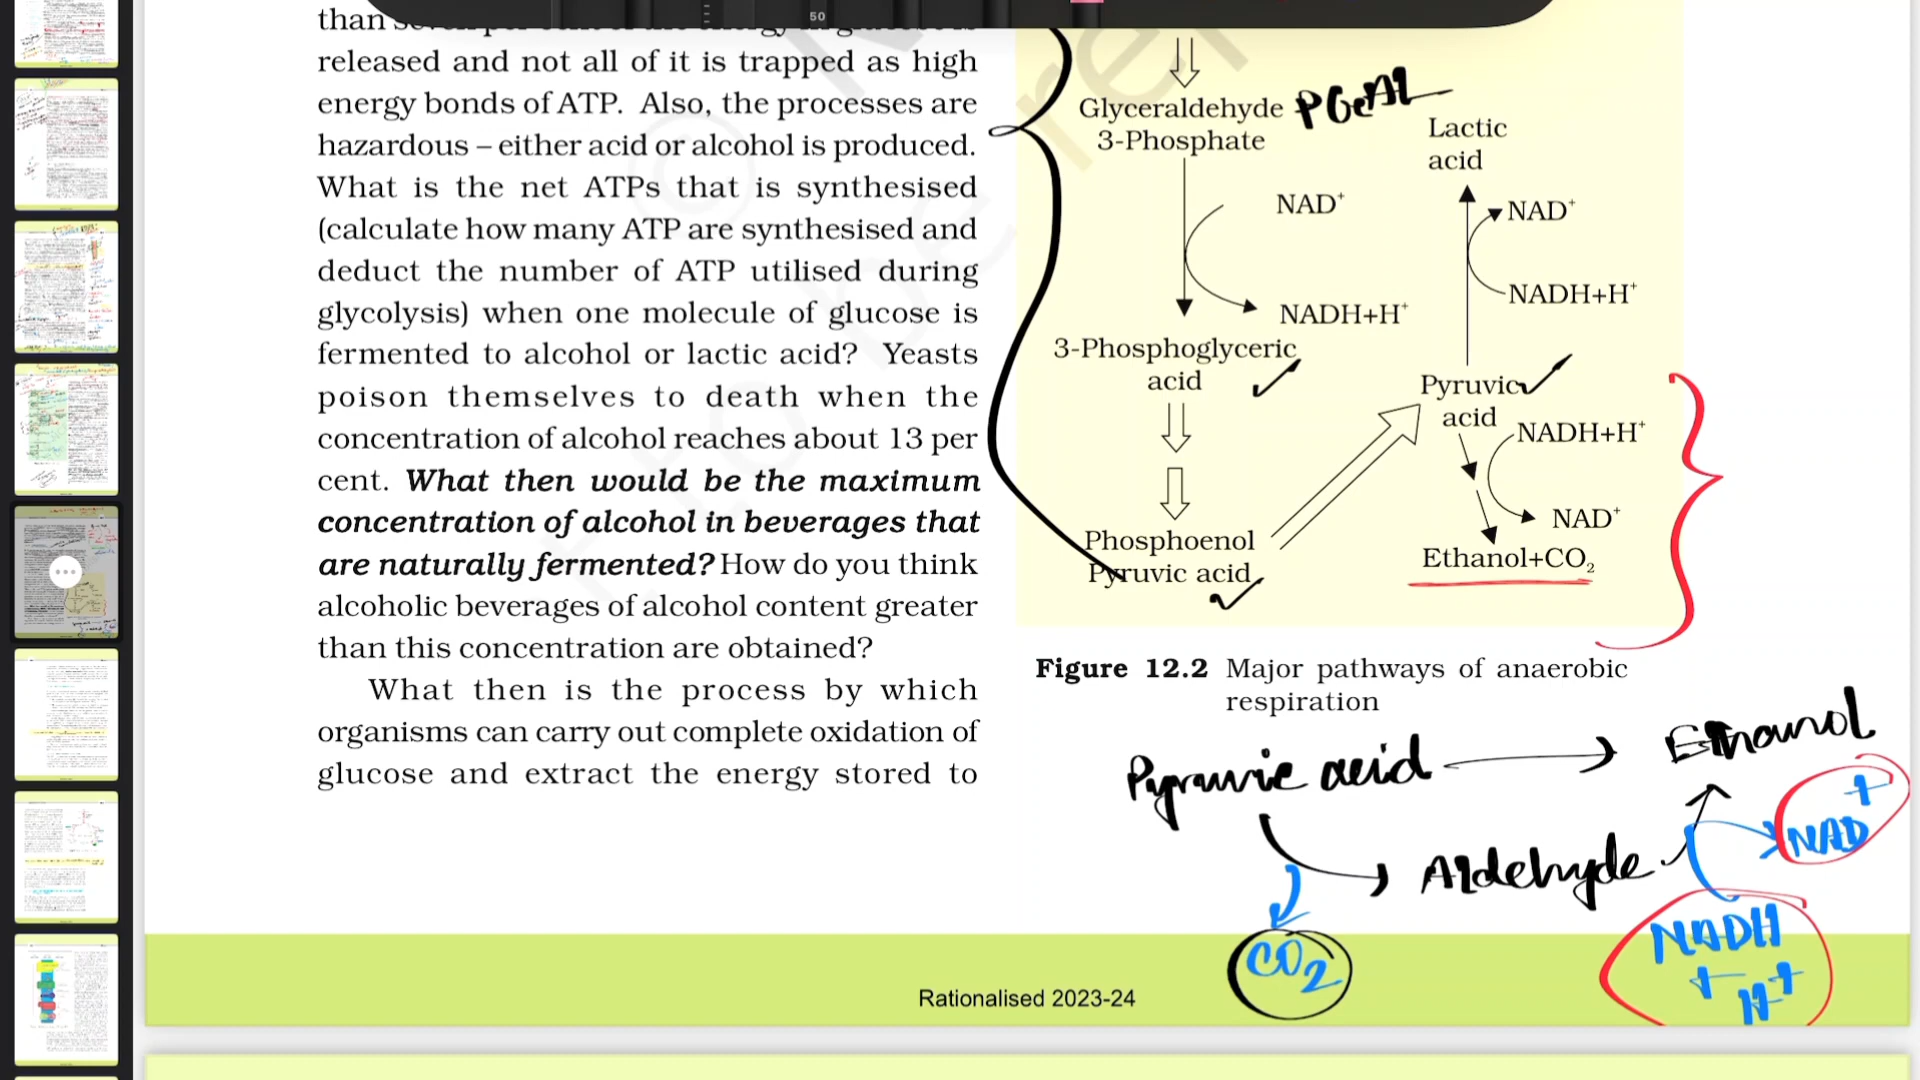 50
released and not all of it is trapped as high
energy bonds of ATP. Also, the processes are
hazardous – either acid or alcohol is produced.
What is the net ATPs that is synthesised
(calculate how many ATP are synthesised and
deduct the number of ATP utilised during
glycolysis) when one molecule of glucose is
fermented to alcohol or lactic acid? Yeasts
poison themselves to death when the
concentration of alcohol reaches about 13 per
cent. What then would be the maximum
concentration of alcohol in beverages that
are naturally fermented? How do you think
alcoholic beverages of alcohol content greater
than this concentration are obtained?
What then is the process by which
organisms can carry out complete oxidation of
glucose and extract the energy stored to
Glyceraldehyde
3-Phosphate
PGAL
NAD⁺
NADH+H⁺
3-Phosphoglyceric
acid
Phosphoenol
Pyruvic acid
Lactic
acid
NAD⁺
NADH+H⁺
Pyruvic
acid
NADH+H⁺
NAD⁺
Ethanol+CO₂
Figure 12.2 Major pathways of anaerobic
respiration
Pyruvic acid → Ethanol
Aldehyde
NAD⁺
CO₂
NADH
+ H⁺
Rationalised 2023-24